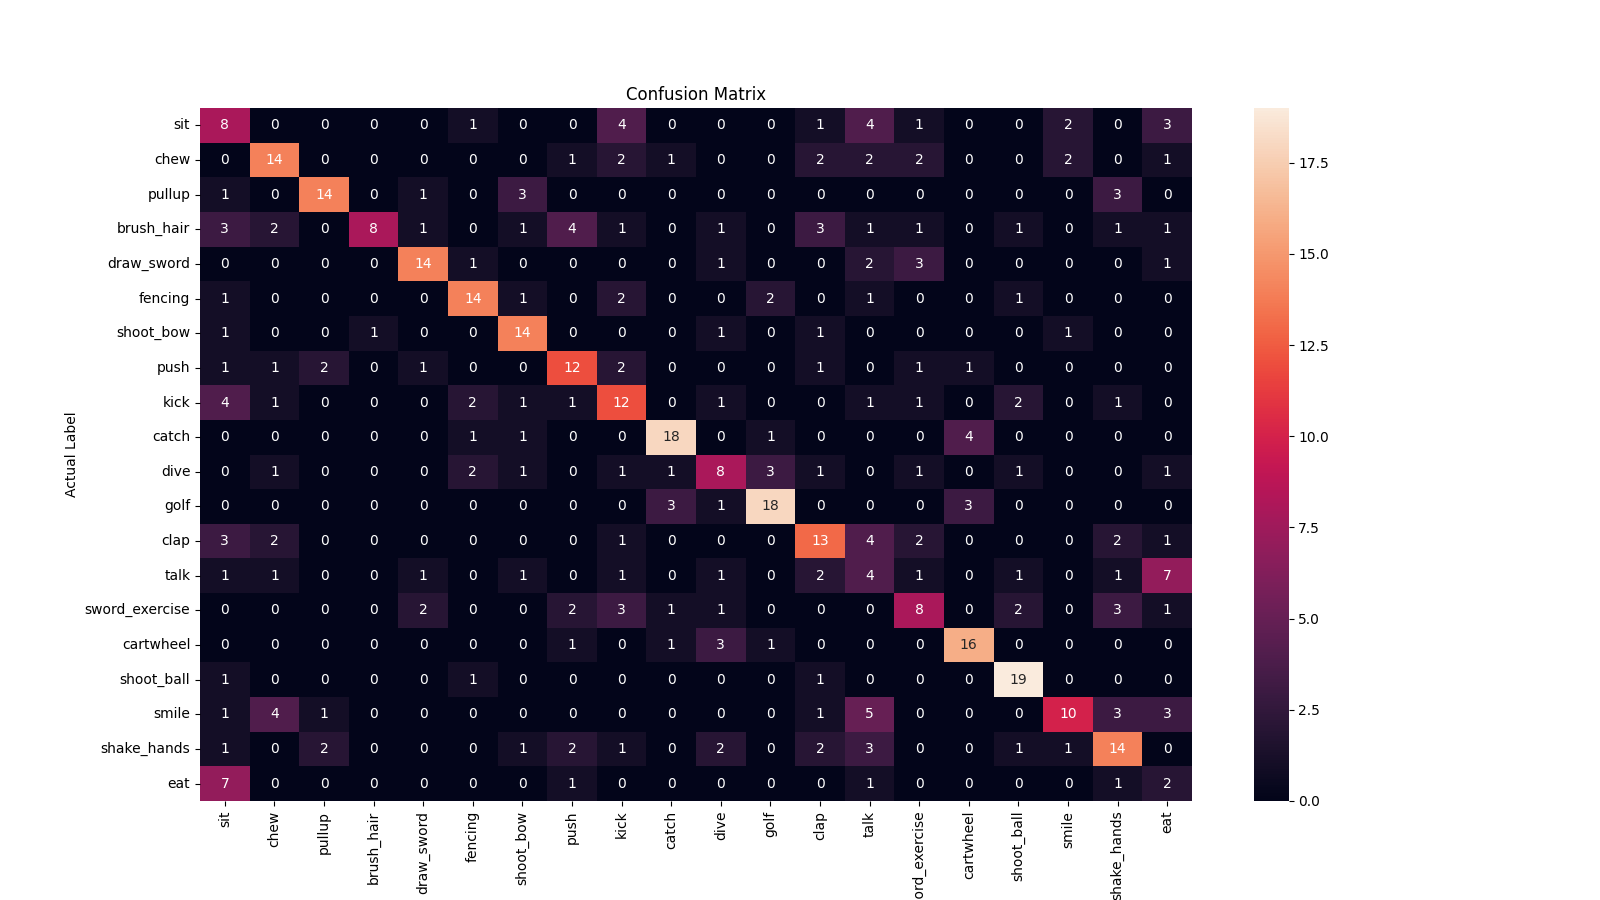 Confusion Matrix
Actual Label
sit 8 0 0 0 0 1 0 0 4 0 0 0 1 4 1 0 0 2 0 3
chew 0 14 0 0 0 0 0 1 2 1 0 0 2 2 2 0 0 2 0 1
pullup 1 0 14 0 1 0 3 0 0 0 0 0 0 0 0 0 0 0 3 0
brush_hair 3 2 0 8 1 0 1 4 1 0 1 0 3 1 1 0 1 0 1 1
draw_sword 0 0 0 0 14 1 0 0 0 0 1 0 0 2 3 0 0 0 0 1
fencing 1 0 0 0 0 14 1 0 2 0 0 2 0 1 0 0 1 0 0 0
shoot_bow 1 0 0 1 0 0 14 0 0 0 1 0 1 0 0 0 0 1 0 0
push 1 1 2 0 1 0 0 12 2 0 0 0 1 0 1 1 0 0 0 0
kick 4 1 0 0 0 2 1 1 12 0 1 0 0 1 1 0 2 0 1 0
catch 0 0 0 0 0 1 1 0 0 18 0 1 0 0 0 4 0 0 0 0
dive 0 1 0 0 0 2 1 0 1 1 8 3 1 0 1 0 1 0 0 1
golf 0 0 0 0 0 0 0 0 0 3 1 18 0 0 0 3 0 0 0 0
clap 3 2 0 0 0 0 0 0 1 0 0 0 13 4 2 0 0 0 2 1
talk 1 1 0 0 1 0 1 0 1 0 1 0 2 4 1 0 1 0 1 7
sword_exercise 0 0 0 0 2 0 0 2 3 1 1 0 0 0 8 0 2 0 3 1
cartwheel 0 0 0 0 0 0 0 1 0 1 3 1 0 0 0 16 0 0 0 0
shoot_ball 1 0 0 0 0 1 0 0 0 0 0 0 1 0 0 0 19 0 0 0
smile 1 4 1 0 0 0 0 0 0 0 0 0 1 5 0 0 0 10 3 3
shake_hands 1 0 2 0 0 0 1 2 1 0 2 0 2 3 0 0 1 1 14 0
eat 7 0 0 0 0 0 0 1 0 0 0 0 0 1 0 0 0 0 1 2
sit chew pullup brush_hair draw_sword fencing shoot_bow push kick catch dive golf clap talk ord_exercise cartwheel shoot_ball smile shake_hands eat
17.5
15.0
12.5
10.0
7.5
5.0
2.5
0.0